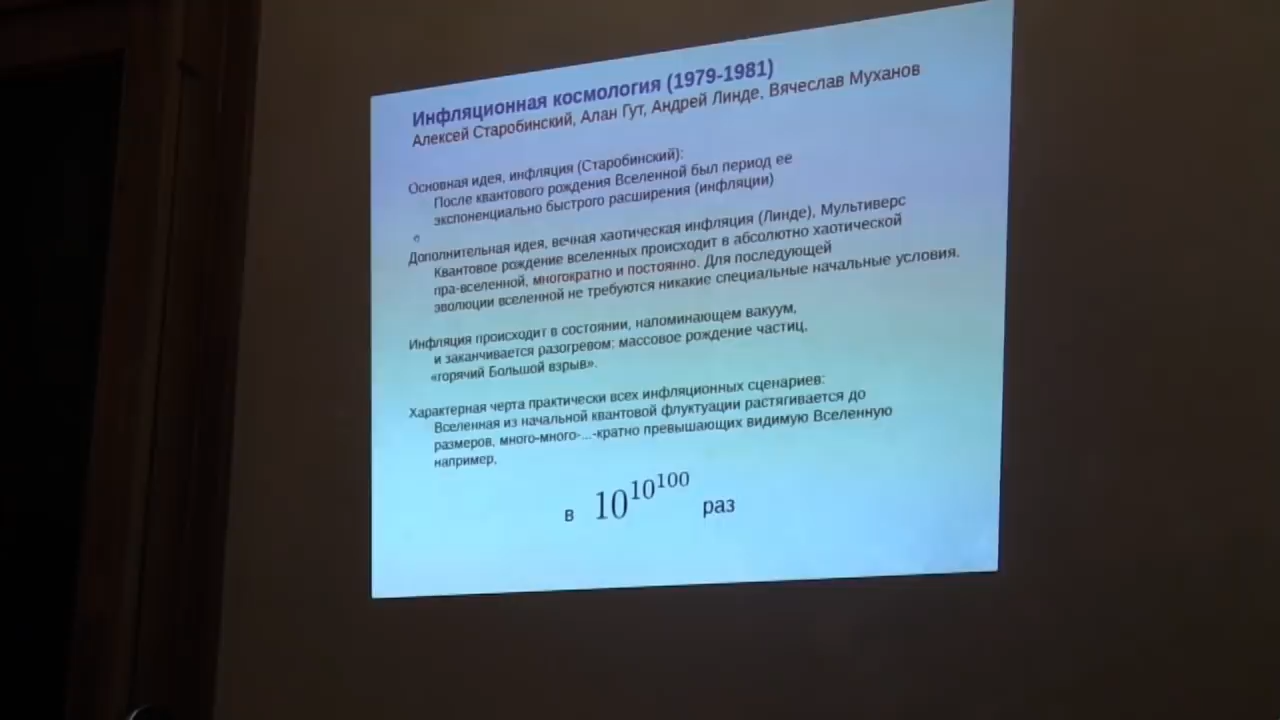 Инфляционная космология (1979-1981)
Алексей Старобинский, Алан Гут, Андрей Линде, Вячеслав Муханов
Основная идея, инфляция (Старобинский):
После квантового рождения Вселенной был период ее
экспоненциально быстрого расширения (инфляции)
Дополнительная идея, вечная хаотическая инфляция (Линде), Мультиверс
Квантовое рождение вселенных происходит в абсолютно хаотической
пра-вселенной, многократно и постоянно. Для последующей
эволюции вселенной не требуются никакие специальные начальные условия.
Инфляция происходит в состоянии, напоминающем вакуум,
и заканчивается разогревом: массовое рождение частиц,
«горячий Большой взрыв».
Характерная черта практически всех инфляционных сценариев:
Вселенная из начальной квантовой флуктуации растягивается до
размеров, много-много-...-кратно превышающих видимую Вселенную
например,
в 10^10^100 раз